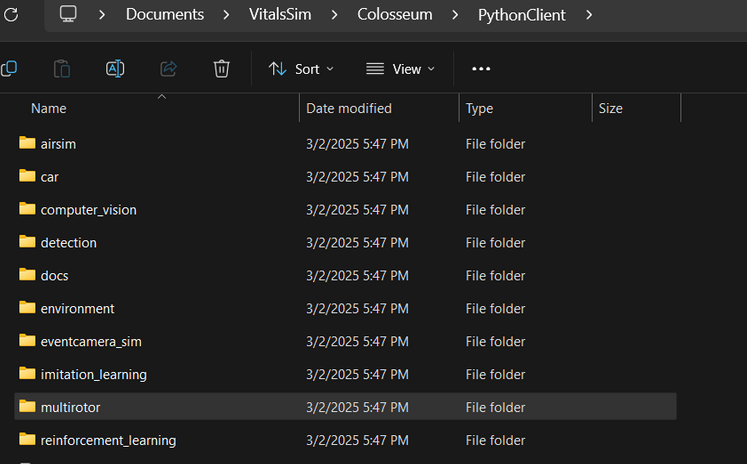 Documents > VitalsSim > Colosseum > PythonClient >
Sort View
Name Date modified Type Size
airsim 3/2/2025 5:47 PM File folder
car 3/2/2025 5:47 PM File folder
computer_vision 3/2/2025 5:47 PM File folder
detection 3/2/2025 5:47 PM File folder
docs 3/2/2025 5:47 PM File folder
environment 3/2/2025 5:47 PM File folder
eventcamera_sim 3/2/2025 5:47 PM File folder
imitation_learning 3/2/2025 5:47 PM File folder
multirotor 3/2/2025 5:47 PM File folder
reinforcement_learning 3/2/2025 5:47 PM File folder